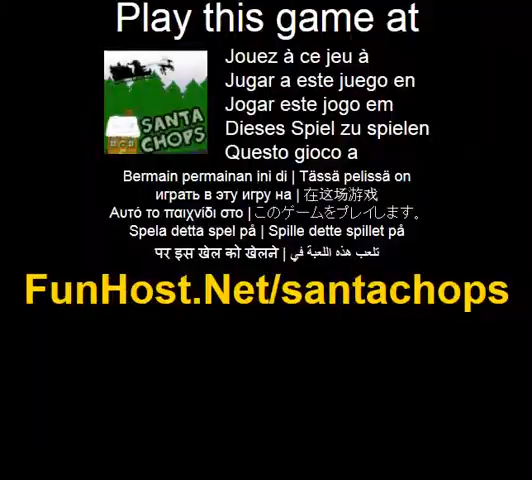 Play this game at
Jouez à ce jeu à
Jugar a este juego en
Jogar este jogo em
Dieses Spiel zu spielen
Questo gioco a
SANTA
CHOPS
Bermain permainan ini di | Tässä pelissä on
играть в эту игру на | 在这场游戏
Αυτό το παιχνίδι στο | このゲームをプレイします。
Spela detta spel på | Spille dette spillet på
पर इस खेल को खेलने | تلعب هذه اللعبة في
FunHost.Net/santachops